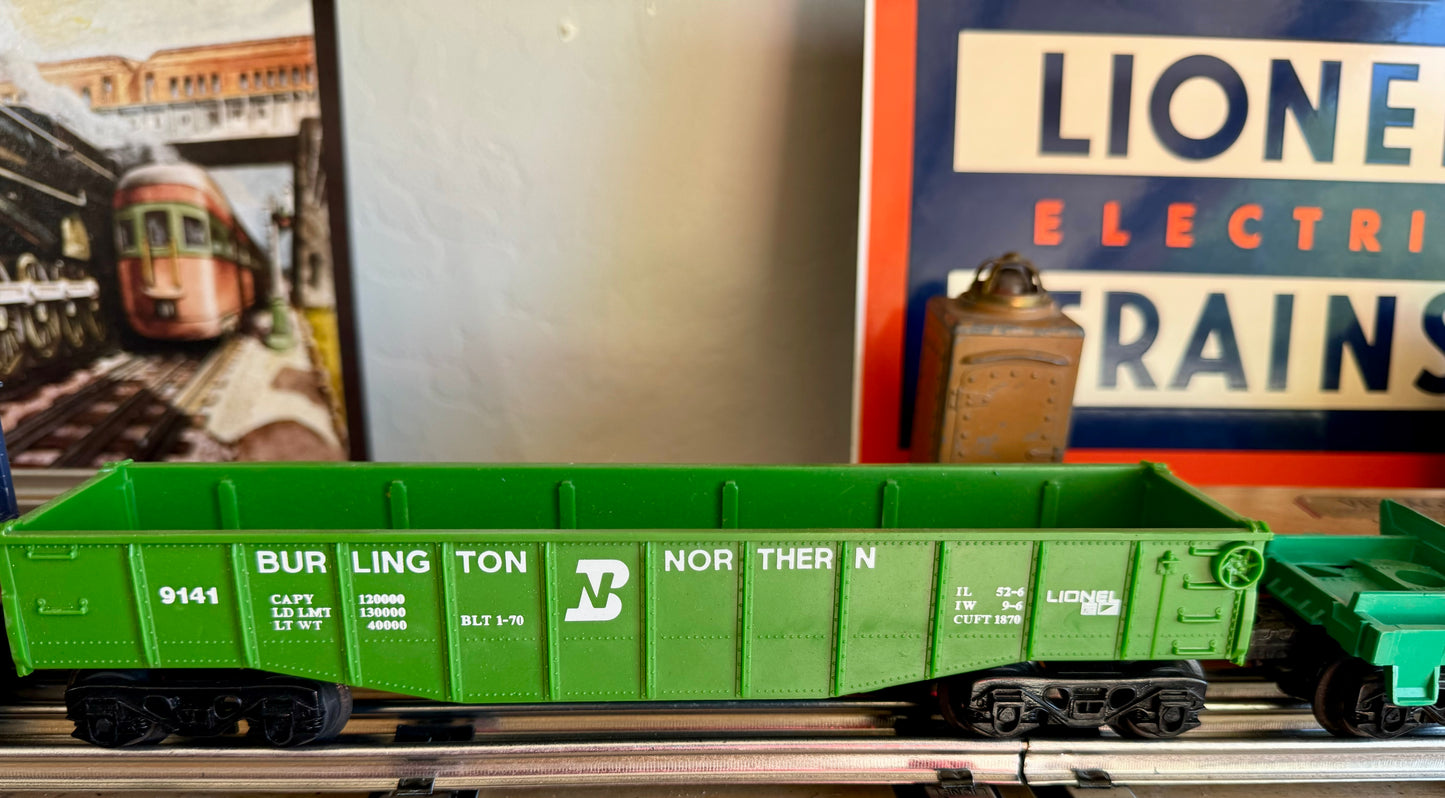 LIONE
ELECTRI
TRAINS
BURLINGTON NORTHERN
9141
CAPY 120000
LD LMT 130000
LT WT 40000
BLT 1-70
BN
IL 52-6
IW 9-6
CUFT 1870
LIONEL